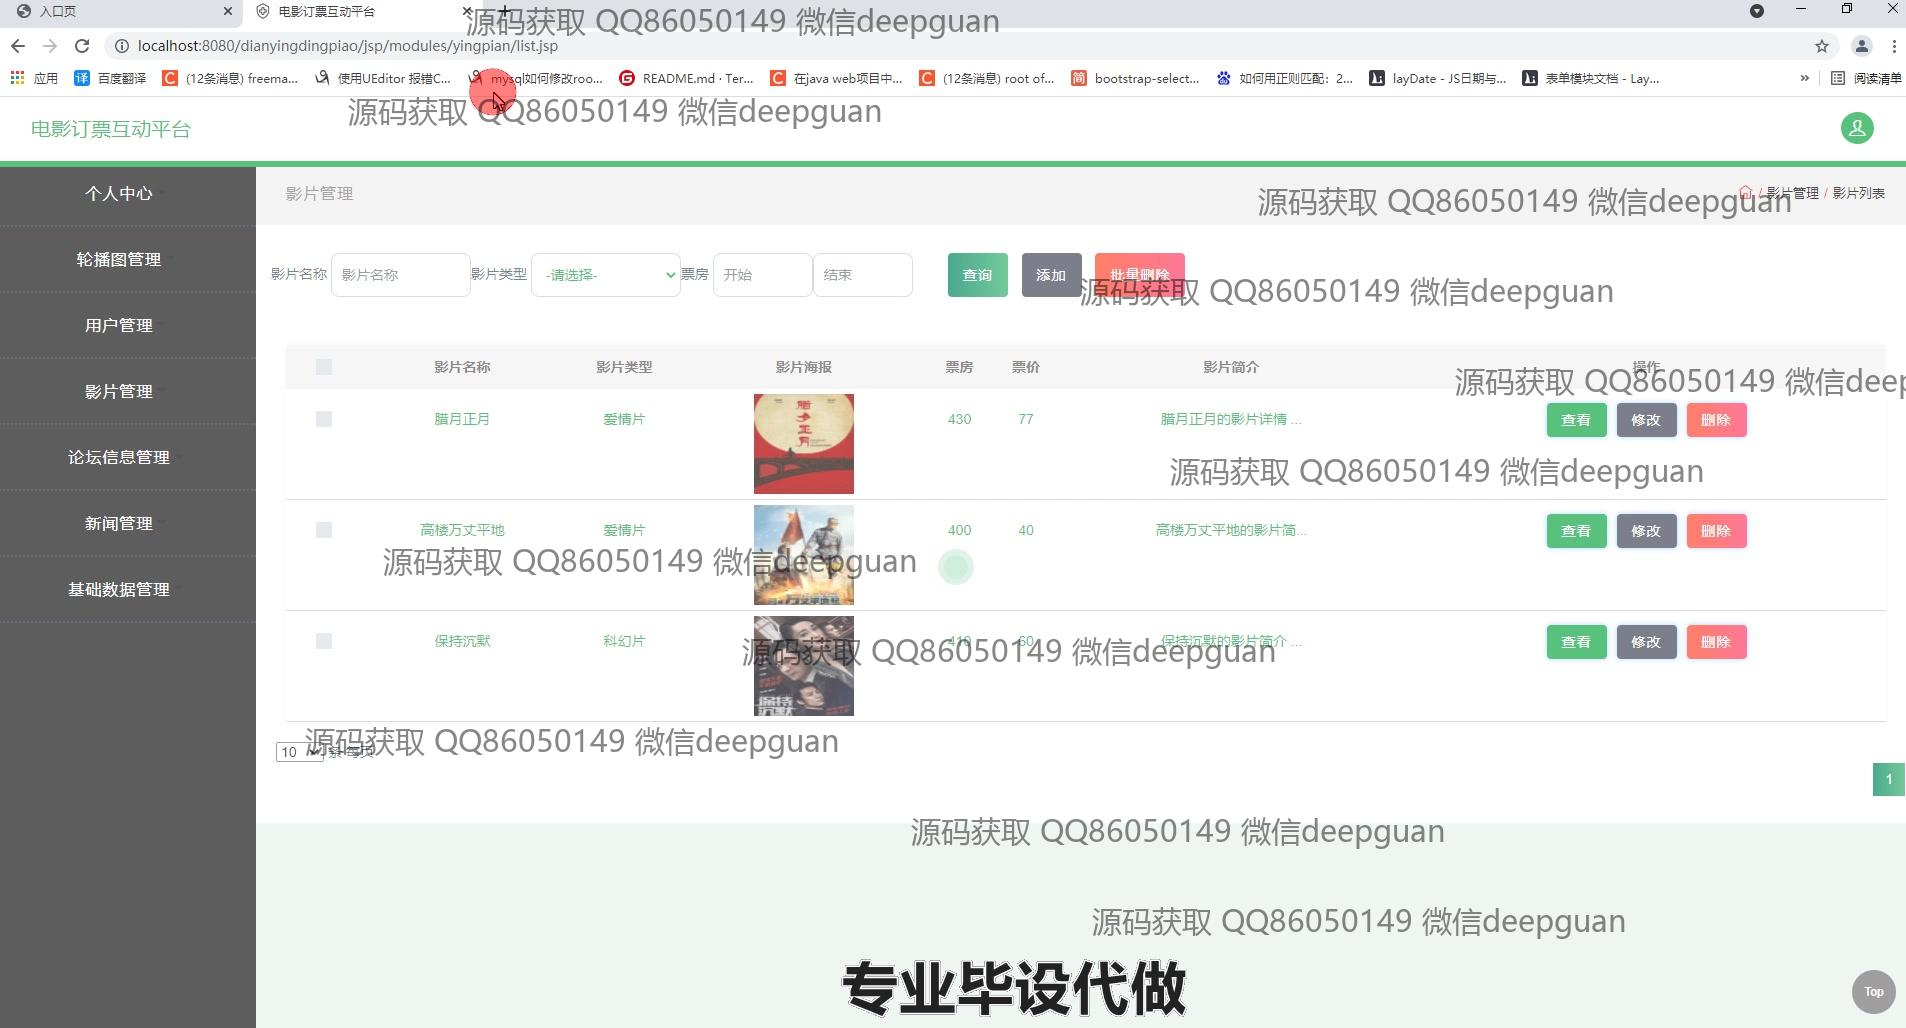 入口页
电影订票互动平台
源码获取 QQ86050149 微信deepguan
localhost:8080/dianyingdingpiao/jsp/modules/yingpian/list.jsp
应用
百度翻译
(12条消息) freema...
使用UEditor 报错C...
mysql如何修改roo...
README.md · Ter...
在java web项目中...
(12条消息) root of...
bootstrap-select...
如何用正则匹配：2...
layDate - JS日期与...
表单模块文档 - Lay...
»
阅读清单
源码获取 QQ86050149 微信deepguan
电影订票互动平台
个人中心
轮播图管理
用户管理
影片管理
论坛信息管理
新闻管理
基础数据管理
影片管理
/ 影片管理 / 影片列表
源码获取 QQ86050149 微信deepguan
影片名称 影片名称 影片类型 -请选择- 票房 开始 结束 查询 添加 批量删除
源码获取 QQ86050149 微信deepguan
影片名称 影片类型 影片海报 票房 票价 影片简介 操作
源码获取 QQ86050149 微信deep
腊月正月 爱情片 430 77 腊月正月的影片详情 ... 查看 修改 删除
腊月正月
源码获取 QQ86050149 微信deepguan
高楼万丈平地 爱情片 400 40 高楼万丈平地的影片简... 查看 修改 删除
源码获取 QQ86050149 微信deepguan
保持沉默 科幻片 410 60 保持沉默的影片简介 ... 查看 修改 删除
源码获取 QQ86050149 微信deepguan
保持
沉默
源码获取 QQ86050149 微信deepguan
10 条 每页
1
源码获取 QQ86050149 微信deepguan
源码获取 QQ86050149 微信deepguan
专业毕设代做
Top